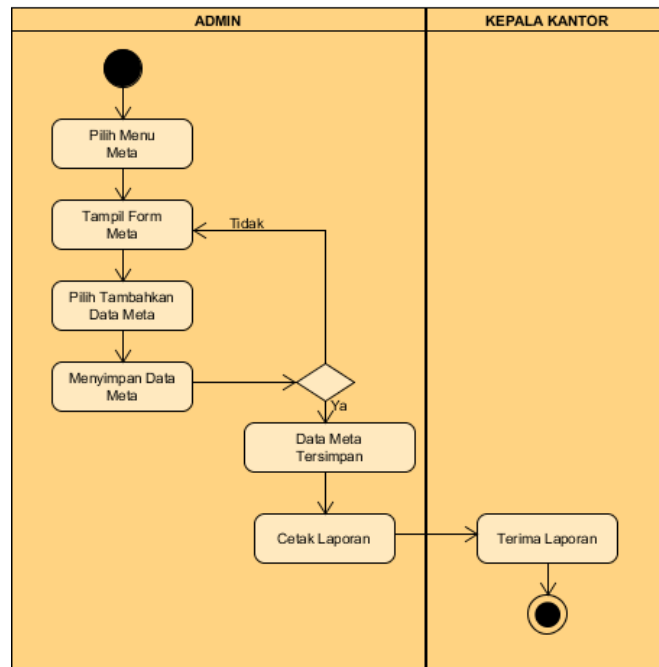 ADMIN
KEPALA KANTOR
Pilih Menu
Meta
Tampil Form
Meta
Tidak
Pilih Tambahkan
Data Meta
Menyimpan Data
Meta
Ya
Data Meta
Tersimpan
Cetak Laporan
Terima Laporan